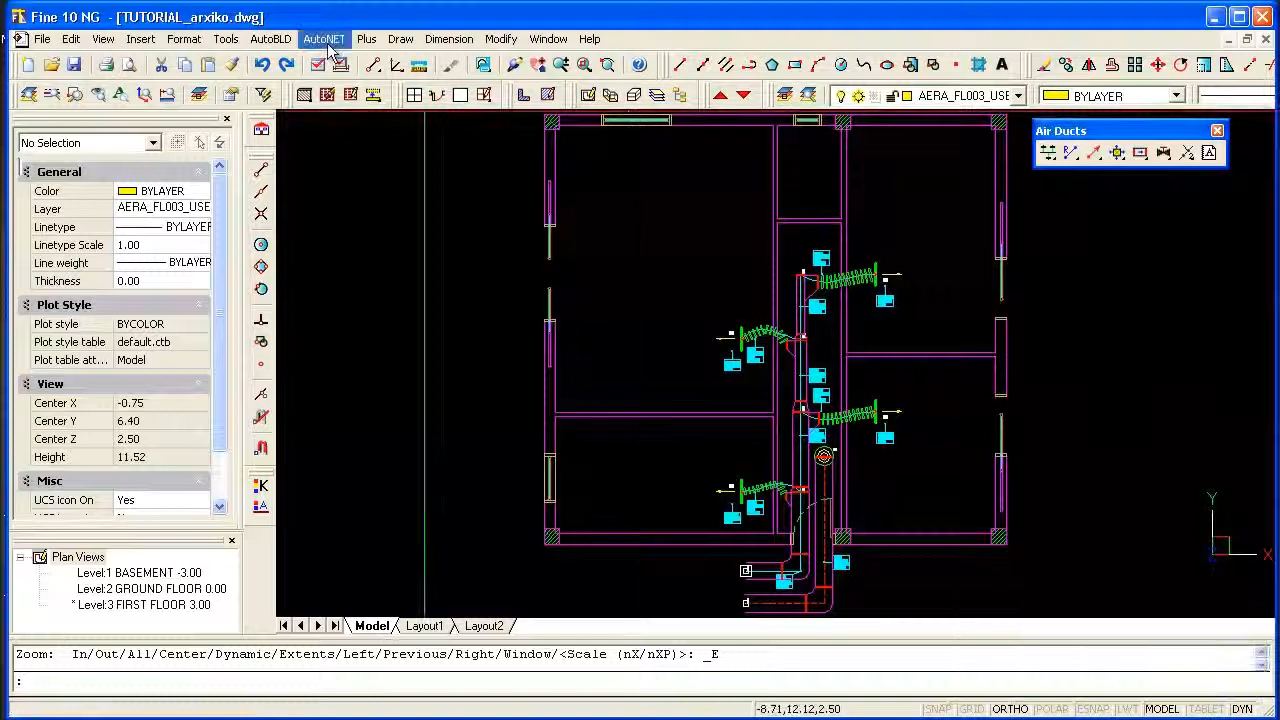 Fine 10 NG - [TUTORIAL_arxiko.dwg]
File Edit View Insert Format Tools AutoBLD AutoNET Plus Draw Dimension Modify Window Help
AERA_FL003_USE
BYLAYER
No Selection
Air Ducts
General
Color BYLAYER
Layer AERA_FL003_USE
Linetype BYLAYER
Linetype Scale 1.00
Line weight BYLAYER
Thickness 0.00
Plot Style
Plot style BYCOLOR
Plot style ta... default.ctb
Plot table ... Model
View
Center X -0.75
Center Y 6.40
Center Z 2.50
Height 11.52
Misc
UCS icon On Yes
Plan Views
Level:1 BASEMENT -3.00
Level:2 GROUND FLOOR 0.00
Level:3 FIRST FLOOR 3.00
Y
X
Model Layout1 Layout2
Zoom: In/Out/All/Center/Dynamic/Extents/Left/Previous/Right/Window/<Scale (nX/nXP)>: _E
:
-8.71,12.12,2.50 SNAP GRID ORTHO POLAR ESNAP LWT MODEL TABLET DYN